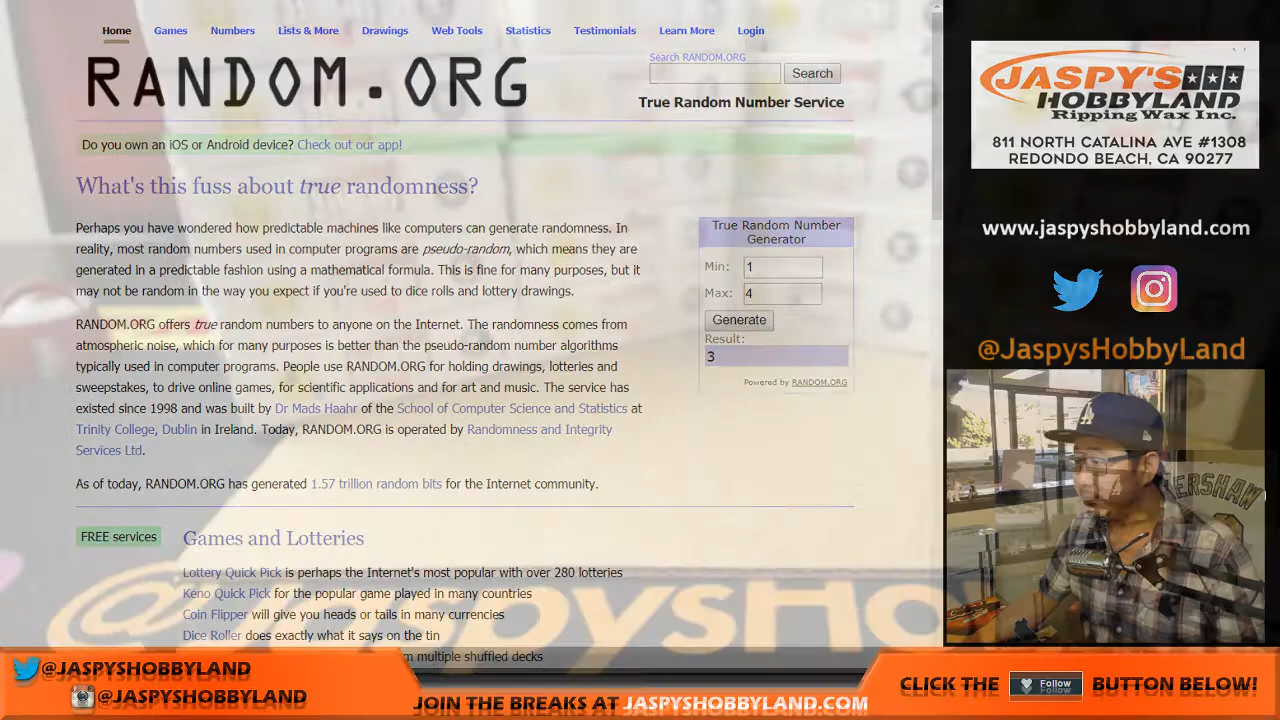 Home Games Numbers Lists & More Drawings Web Tools Statistics Testimonials Learn More Login
RANDOM.ORG
Search RANDOM.ORG
Search
True Random Number Service
Do you own an iOS or Android device? Check out our app!
What's this fuss about true randomness?
Perhaps you have wondered how predictable machines like computers can generate randomness. In
reality, most random numbers used in computer programs are pseudo-random, which means they are
generated in a predictable fashion using a mathematical formula. This is fine for many purposes, but it
may not be random in the way you expect if you're used to dice rolls and lottery drawings.
RANDOM.ORG offers true random numbers to anyone on the Internet. The randomness comes from
atmospheric noise, which for many purposes is better than the pseudo-random number algorithms
typically used in computer programs. People use RANDOM.ORG for holding drawings, lotteries and
sweepstakes, to drive online games, for scientific applications and for art and music. The service has
existed since 1998 and was built by Dr Mads Haahr of the School of Computer Science and Statistics at
Trinity College, Dublin in Ireland. Today, RANDOM.ORG is operated by Randomness and Integrity
Services Ltd.
As of today, RANDOM.ORG has generated 1.57 trillion random bits for the Internet community.
True Random Number
Generator
Min: 1
Max: 4
Generate
Result:
3
Powered by RANDOM.ORG
FREE services
Games and Lotteries
Lottery Quick Pick is perhaps the Internet's most popular with over 280 lotteries
Keno Quick Pick for the popular game played in many countries
Coin Flipper will give you heads or tails in many currencies
Dice Roller does exactly what it says on the tin
m multiple shuffled decks
JASPY'S
HOBBYLAND
Ripping Wax Inc.
811 NORTH CATALINA AVE #1308
REDONDO BEACH, CA 90277
www.jaspyshobbyland.com
@JaspysHobbyLand
ERSHAW
@JASPYSHOBBYLAND
@JASPYSHOBBYLAND
JOIN THE BREAKS AT JASPYSHOBBYLAND.COM
CLICK THE Follow BUTTON BELOW!